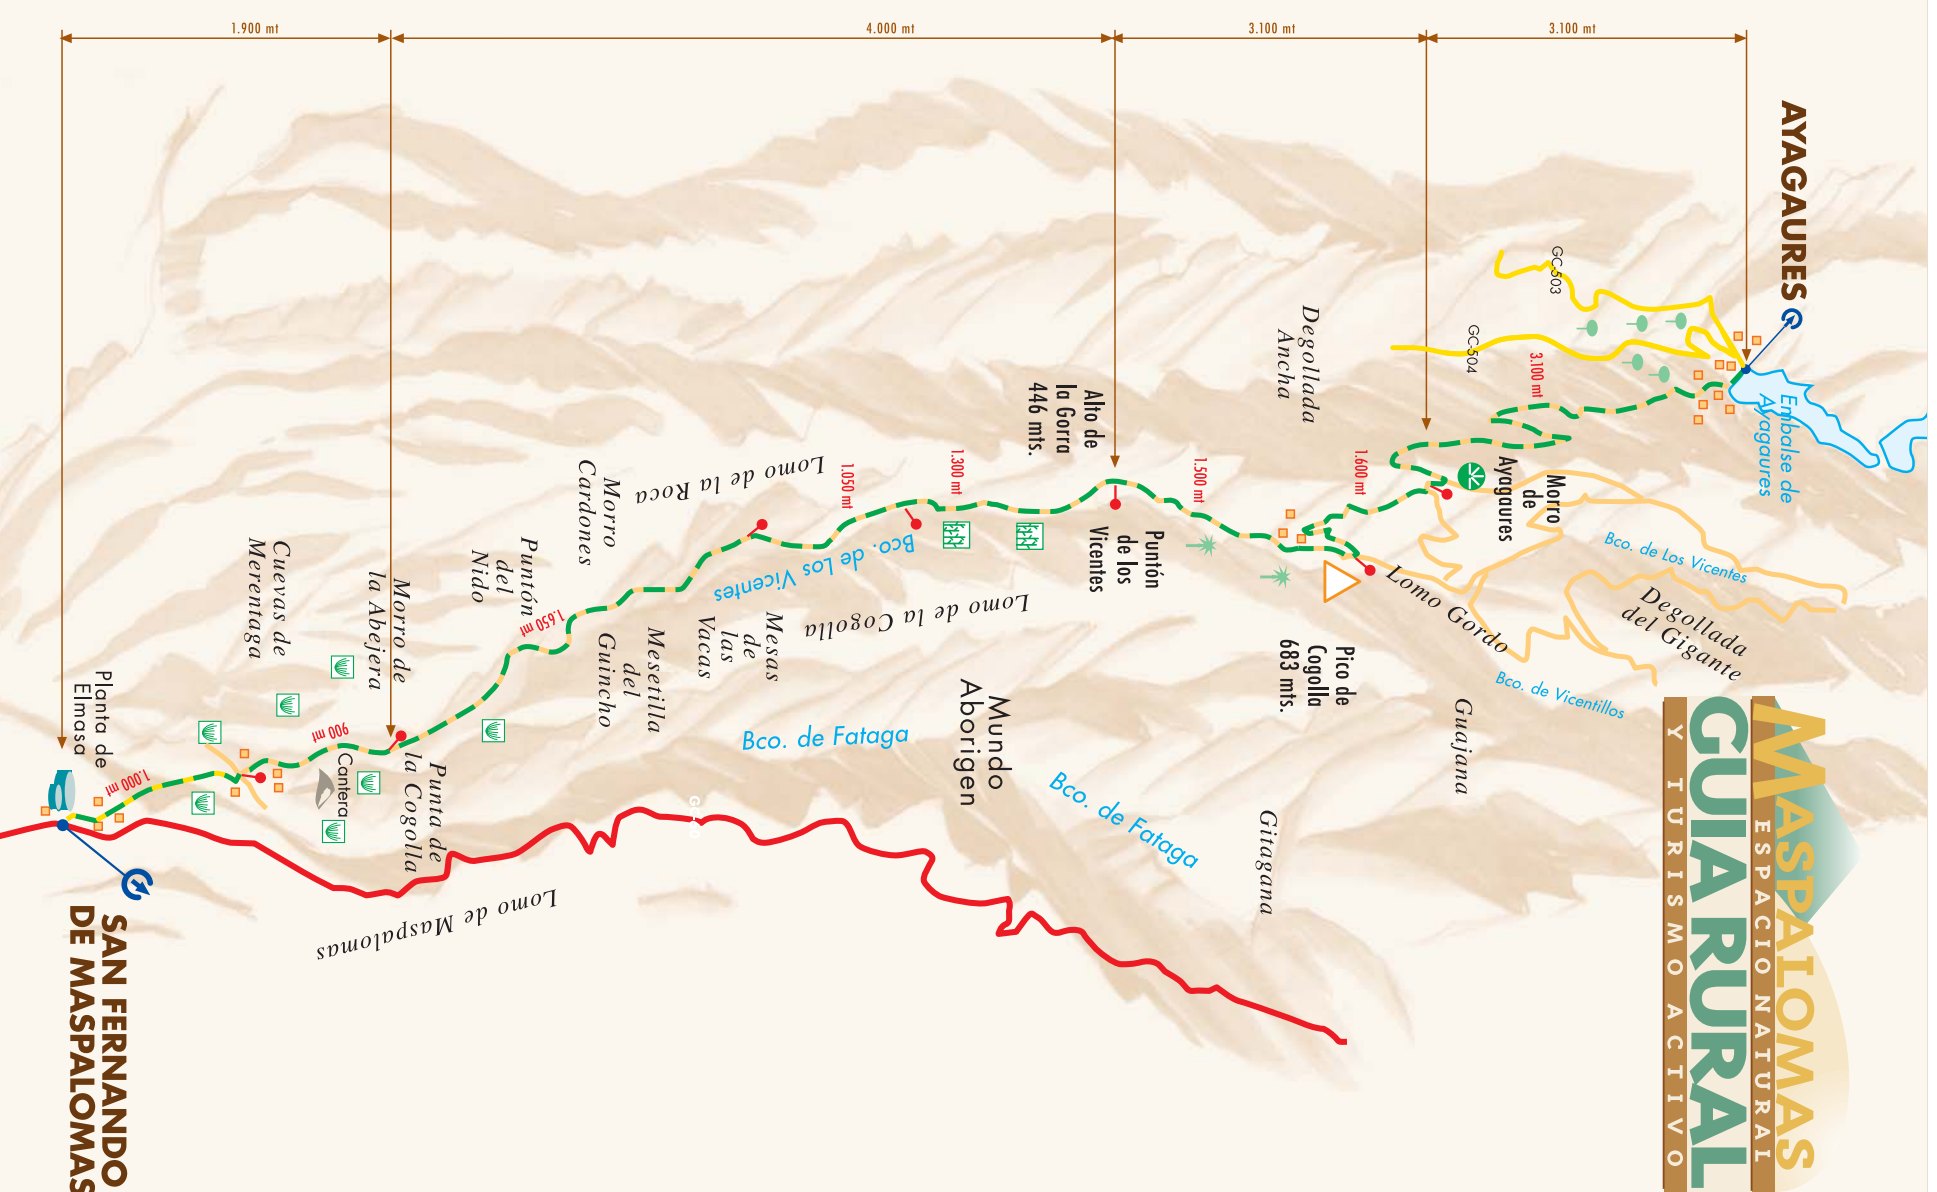 1.900 mt
4.000 mt
3.100 mt
3.100 mt
AYAGAURES
GC-503
GC-504
3.100 mt
Embalse de
Ayagaures
Degollada
Ancha
Alto de
la Gorra
446 mts.
Morro
de
Ayagaures
1.600 mt
1.500 mt
1.300 mt
1.050 mt
Lomo de la Roca
Morro
Cardones
Bco. de Los Vicentes
Puntón
de los
Vicentes
Bco. de Los Vicentes
Degollada
del Gigante
Lomo Gordo
Bco. de Vicentillos
Puntón
del
Nido
1.650 mt
Cuevas de
Merentaga
Morro de
la Abejera
Lomo de la Cogolla
Mesas
de
las
Vacas
Mesetilla
del
Guincho
Pico de
Cogolla
683 mts.
Guajana
Mundo
Aborigen
Bco. de Fataga
Bco. de Fataga
Gitagana
Planta de
Elmasa
900 mt
1.000 mt
Cantera
Punta de
la Cogolla
GC-60
Lomo de Maspalomas
SAN FERNANDO
DE MASPALOMAS
MASPALOMAS
ESPACIO NATURAL
GUIA RURAL
Y TURISMO ACTIVO